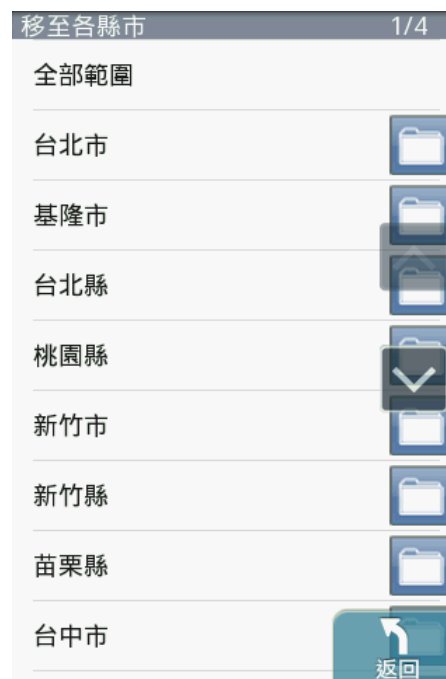 移至各縣市 1/4
全部範圍
台北市
基隆市
台北縣
桃園縣
新竹市
新竹縣
苗栗縣
台中市
返回